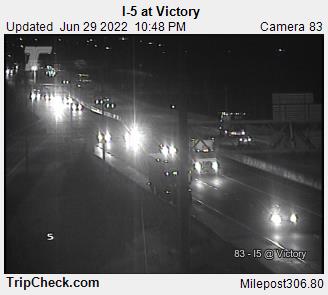 I-5 at Victory
Updated Jun 29 2022 10:48 PM Camera 83
S
83 - I5 @ Victory
TripCheck.com Milepost306.80